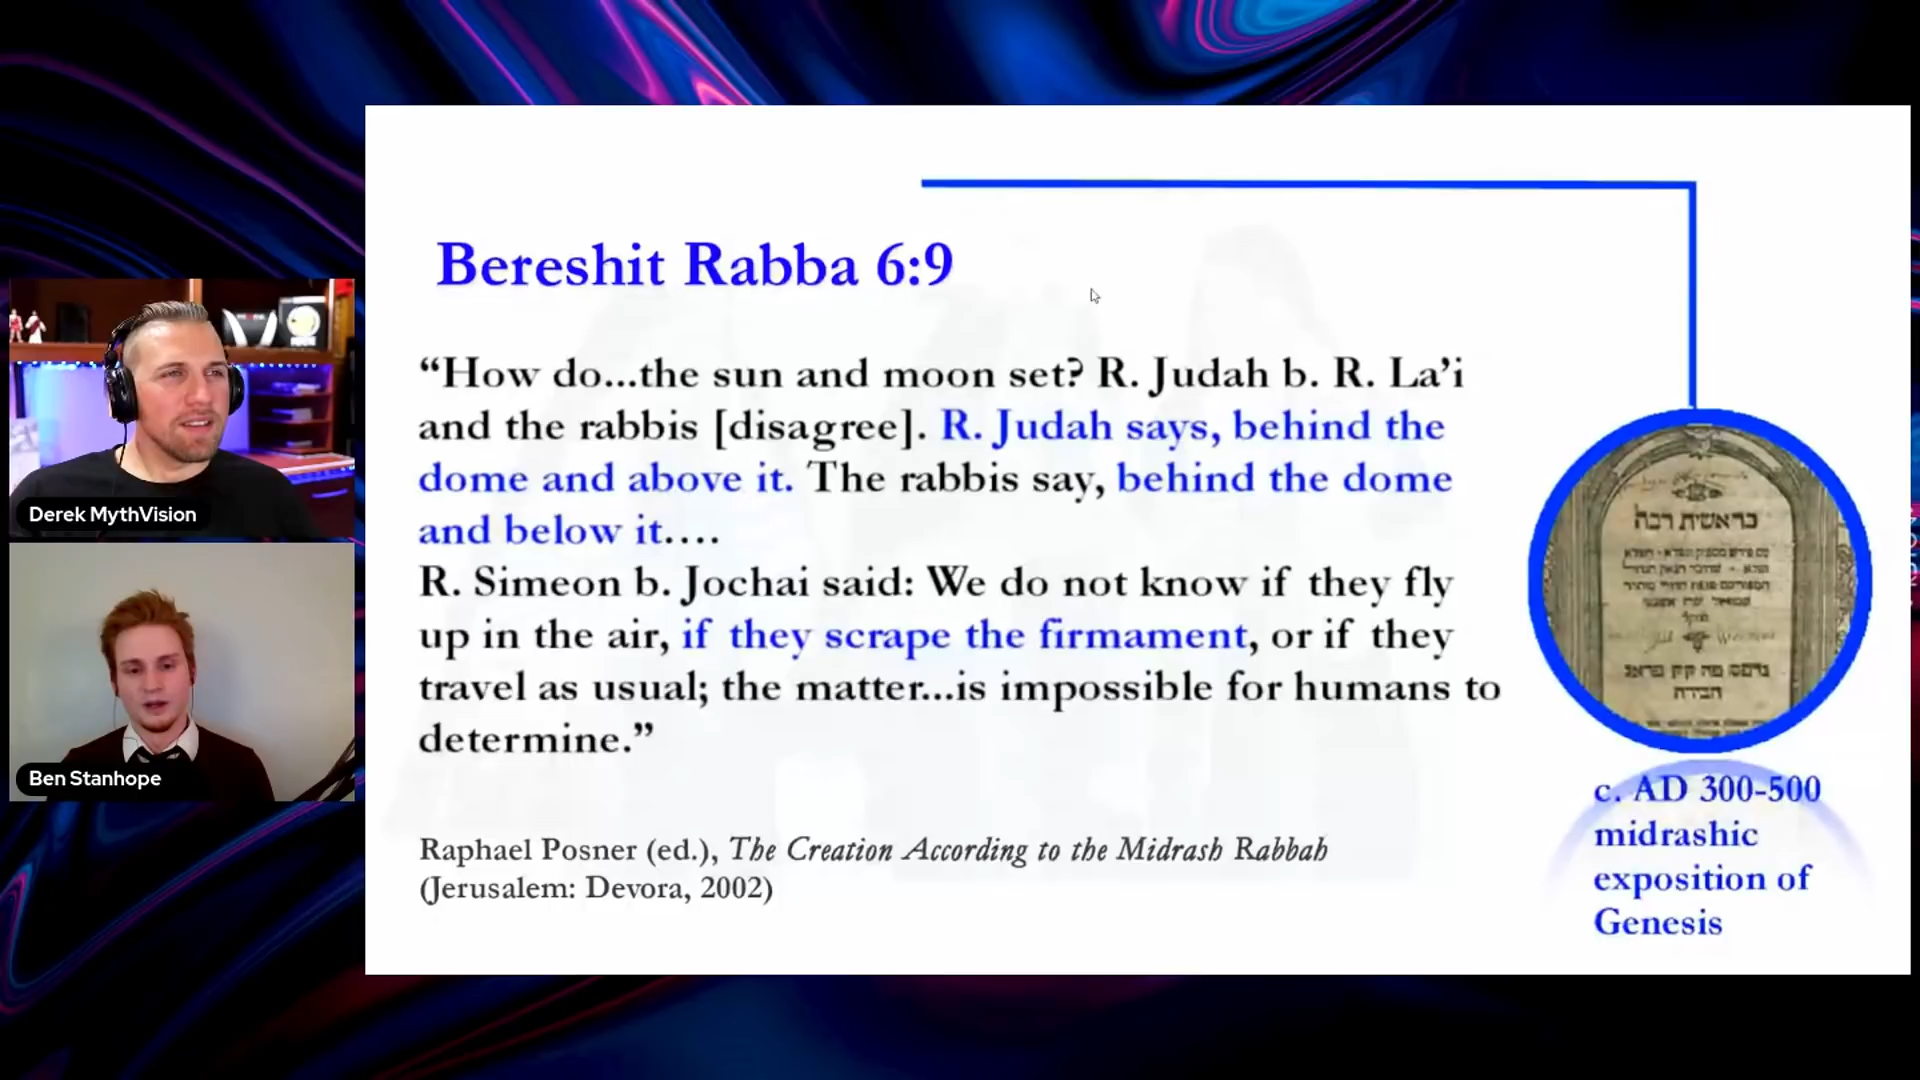 Bereshit Rabba 6:9
“How do...the sun and moon set? R. Judah b. R. La’i
and the rabbis [disagree]. R. Judah says, behind the
dome and above it. The rabbis say, behind the dome
and below it….
R. Simeon b. Jochai said: We do not know if they fly
up in the air, if they scrape the firmament, or if they
travel as usual; the matter...is impossible for humans to
determine.”
Raphael Posner (ed.), The Creation According to the Midrash Rabbah
(Jerusalem: Devora, 2002)
בראשית רבה
c. AD 300-500
midrashic
exposition of
Genesis
Derek MythVision
Ben Stanhope